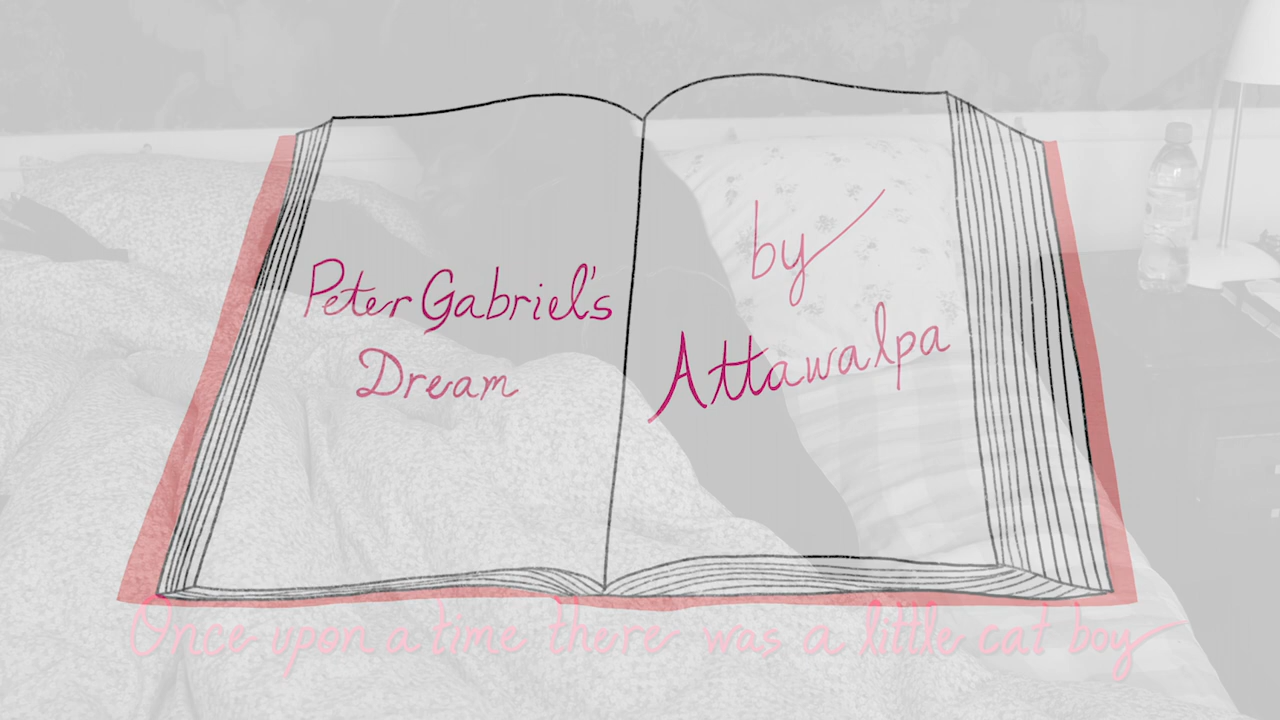 Peter Gabriel's
Dream
by
Attawalpa
Once upon a time there was a little cat boy